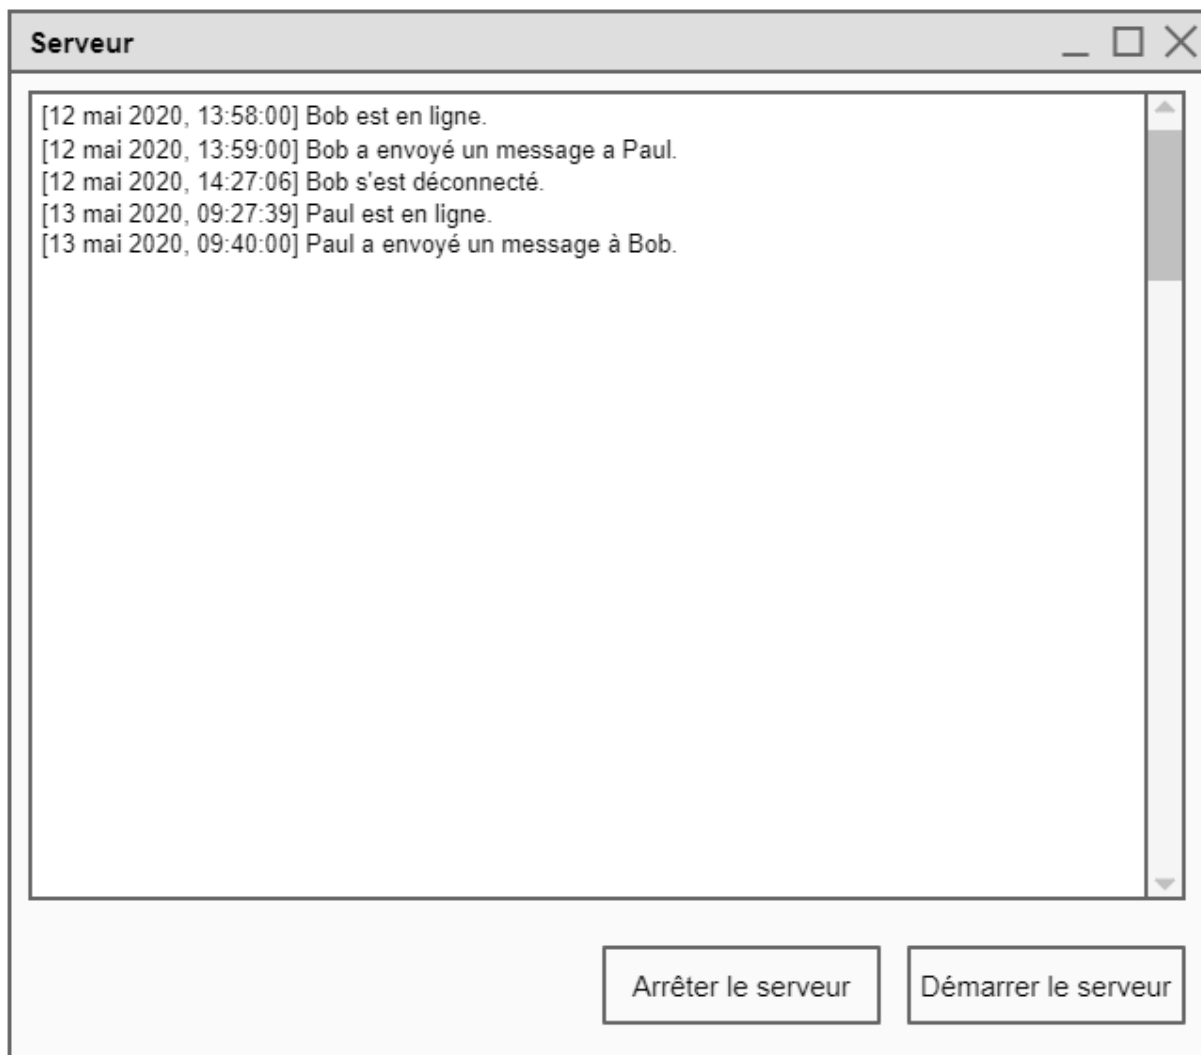 Serveur
[12 mai 2020, 13:58:00] Bob est en ligne.
[12 mai 2020, 13:59:00] Bob a envoyé un message a Paul.
[12 mai 2020, 14:27:06] Bob s'est déconnecté.
[13 mai 2020, 09:27:39] Paul est en ligne.
[13 mai 2020, 09:40:00] Paul a envoyé un message à Bob.
Arrêter le serveur
Démarrer le serveur